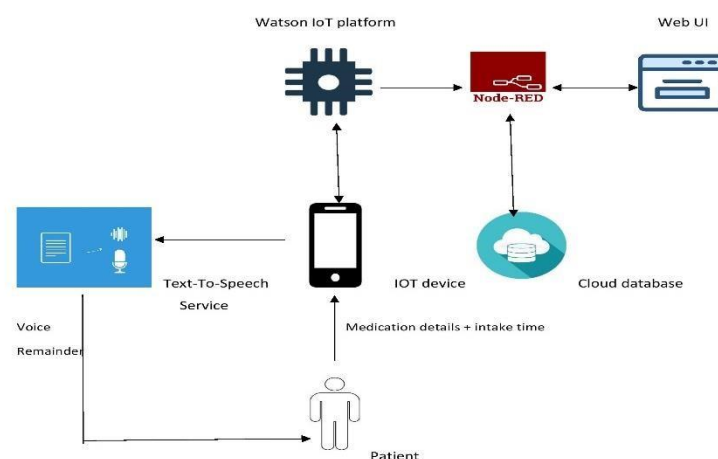 Watson IoT platform
Web UI
Node-RED
Text-To-Speech
Service
IOT device
Cloud database
Voice
Remainder
Medication details + intake time
Patient